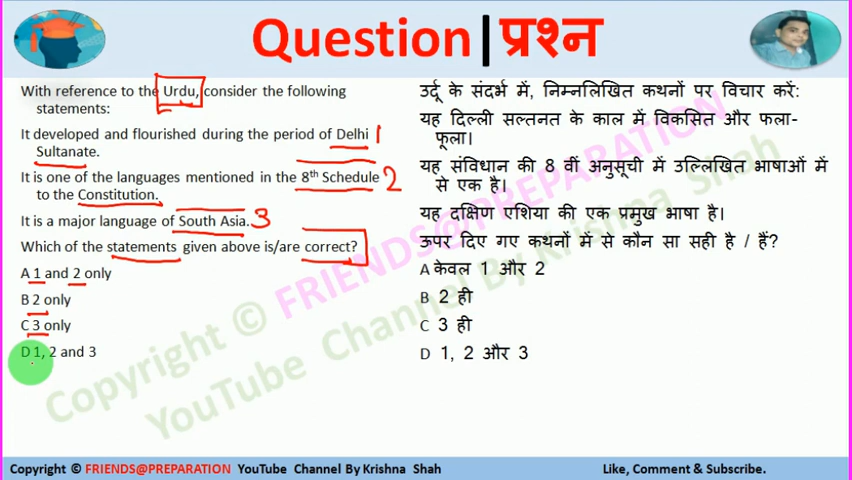 Question|प्रश्न
With reference to the Urdu, consider the following
statements:
It developed and flourished during the period of Delhi 1
Sultanate.
It is one of the languages mentioned in the 8th Schedule 2
to the Constitution.
It is a major language of South Asia. 3
Which of the statements given above is/are correct?
A 1 and 2 only
B 2 only
C 3 only
D 1, 2 and 3
उर्दू के संदर्भ में, निम्नलिखित कथनों पर विचार करें:
यह दिल्ली सल्तनत के काल में विकसित और फला-
फूला।
यह संविधान की 8 वीं अनुसूची में उल्लिखित भाषाओं में
से एक है।
यह दक्षिण एशिया की एक प्रमुख भाषा है।
ऊपर दिए गए कथनों में से कौन सा सही है / हैं?
A केवल 1 और 2
B 2 ही
C 3 ही
D 1, 2 और 3
Copyright © FRIENDS@PREPARATION
YouTube Channel By Krishna Shah
Copyright © FRIENDS@PREPARATION YouTube Channel By Krishna Shah
Like, Comment & Subscribe.